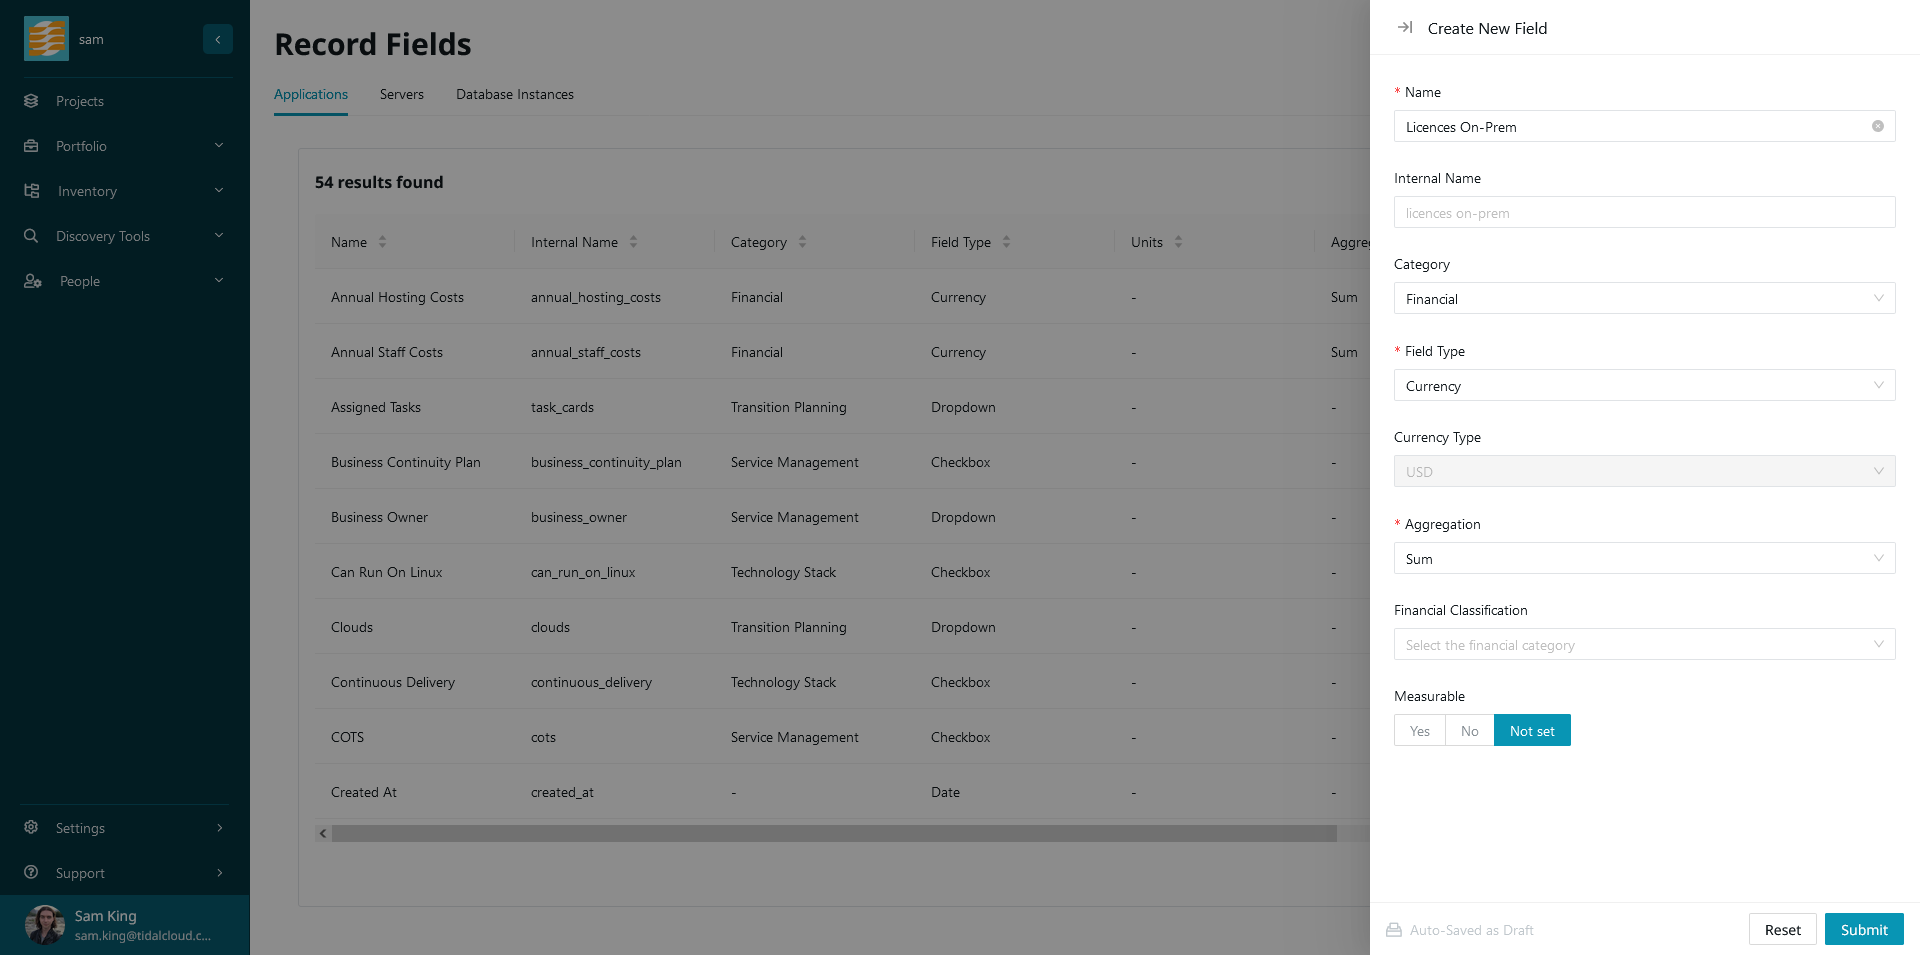 sam
Projects
Portfolio
Inventory
Discovery Tools
People
Settings
Support
Sam King
sam.king@tidalcloud.c...
Record Fields
Applications Servers Database Instances
54 results found
Name Internal Name Category Field Type Units Aggreg
Annual Hosting Costs annual_hosting_costs Financial Currency - Sum
Annual Staff Costs annual_staff_costs Financial Currency - Sum
Assigned Tasks task_cards Transition Planning Dropdown - -
Business Continuity Plan business_continuity_plan Service Management Checkbox - -
Business Owner business_owner Service Management Dropdown - -
Can Run On Linux can_run_on_linux Technology Stack Checkbox - -
Clouds clouds Transition Planning Dropdown - -
Continuous Delivery continuous_delivery Technology Stack Checkbox - -
COTS cots Service Management Checkbox - -
Created At created_at - Date - -
Create New Field
* Name
Licences On-Prem
Internal Name
licences on-prem
Category
Financial
* Field Type
Currency
Currency Type
USD
* Aggregation
Sum
Financial Classification
Select the financial category
Measurable
Yes No Not set
Auto-Saved as Draft Reset Submit